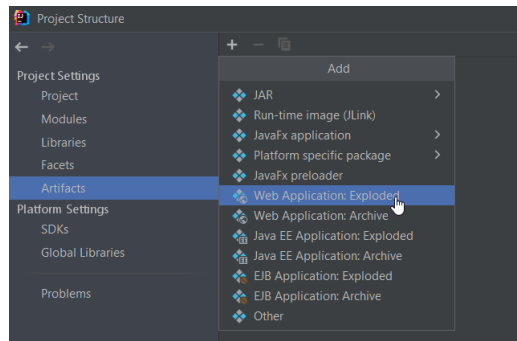 Project Structure
Project Settings
Project
Modules
Libraries
Facets
Artifacts
Platform Settings
SDKs
Global Libraries
Problems
Add
JAR
Run-time image (JLink)
JavaFx application
Platform specific package
JavaFx preloader
Web Application: Exploded
Web Application: Archive
Java EE Application: Exploded
Java EE Application: Archive
EJB Application: Exploded
EJB Application: Archive
Other